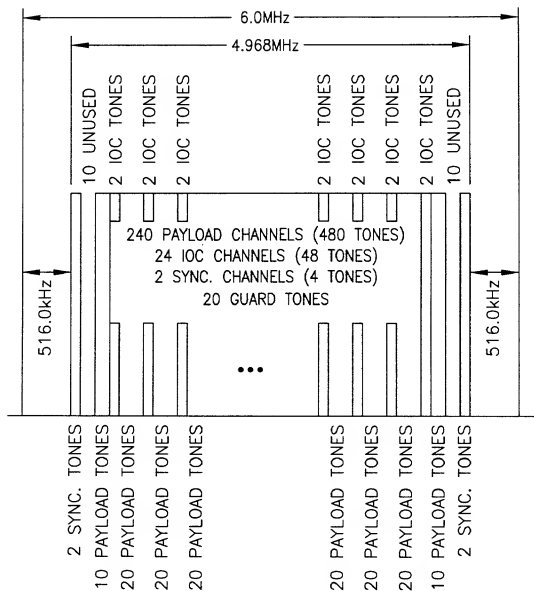 6.0MHz
4.968MHz
10 UNUSED
2 IOC TONES
2 IOC TONES
2 IOC TONES
2 IOC TONES
2 IOC TONES
2 IOC TONES
2 IOC TONES
10 UNUSED
240 PAYLOAD CHANNELS (480 TONES)
24 IOC CHANNELS (48 TONES)
2 SYNC. CHANNELS (4 TONES)
20 GUARD TONES
516.0kHz
516.0kHz
•••
2 SYNC. TONES
10 PAYLOAD TONES
20 PAYLOAD TONES
20 PAYLOAD TONES
20 PAYLOAD TONES
20 PAYLOAD TONES
20 PAYLOAD TONES
20 PAYLOAD TONES
10 PAYLOAD TONES
2 SYNC. TONES